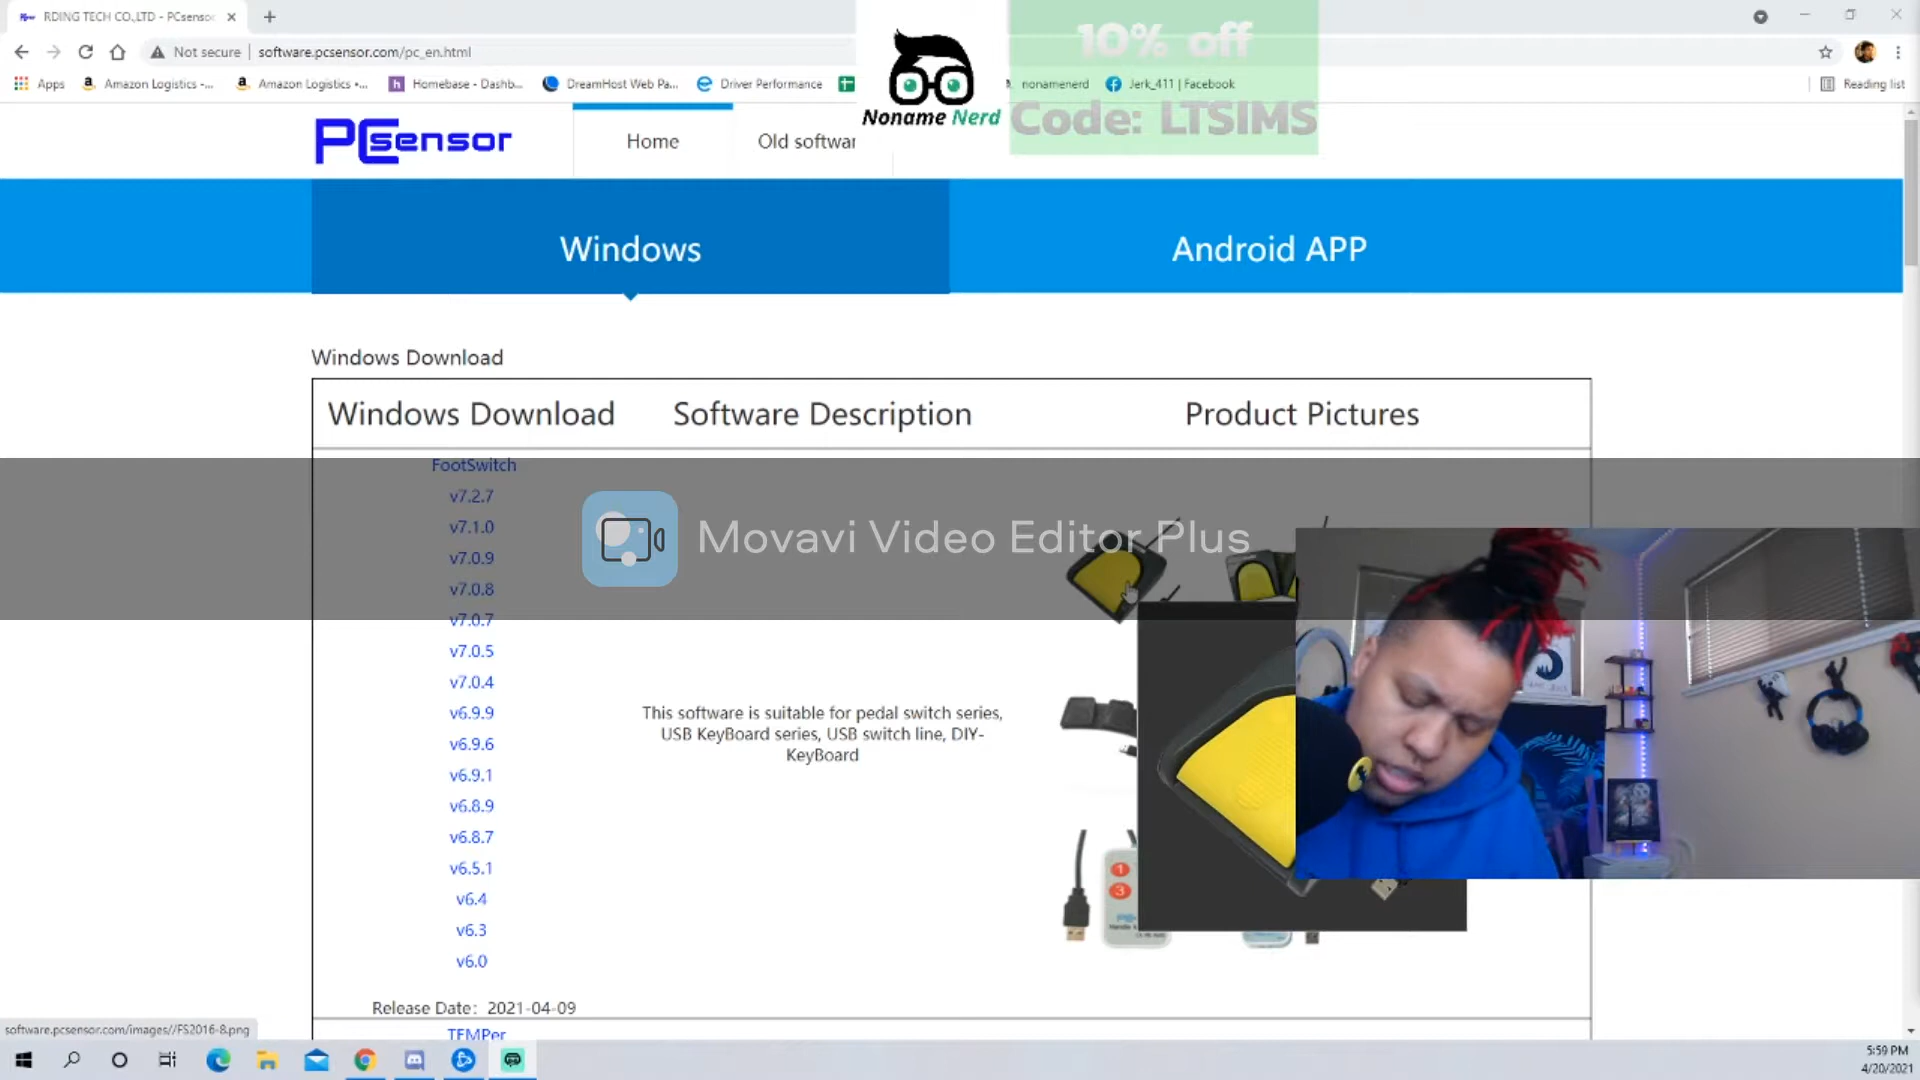 RDING TECH CO.,LTD - PCsensor
Not secure
software.pcsensor.com/pc_en.html
Apps
Amazon Logistics -...
Amazon Logistics •...
Homebase - Dashb...
DreamHost Web Pa...
Driver Performance
nonamenerd
Jerk_411 | Facebook
Reading list
Noname Nerd
10% off
Code: LTSIMS
PCsensor
Home
Old softwar
Windows
Android APP
Windows Download
Windows Download
Software Description
Product Pictures
FootSwitch
v7.2.7
v7.1.0
v7.0.9
v7.0.8
v7.0.7
v7.0.5
v7.0.4
v6.9.9
v6.9.6
v6.9.1
v6.8.9
v6.8.7
v6.5.1
v6.4
v6.3
v6.0
Release Date: 2021-04-09
Movavi Video Editor Plus
This software is suitable for pedal switch series,
USB KeyBoard series, USB switch line, DIY-
KeyBoard
1
3
TEMPer
software.pcsensor.com/images//FS2016-8.png
5:59 PM
4/20/2021